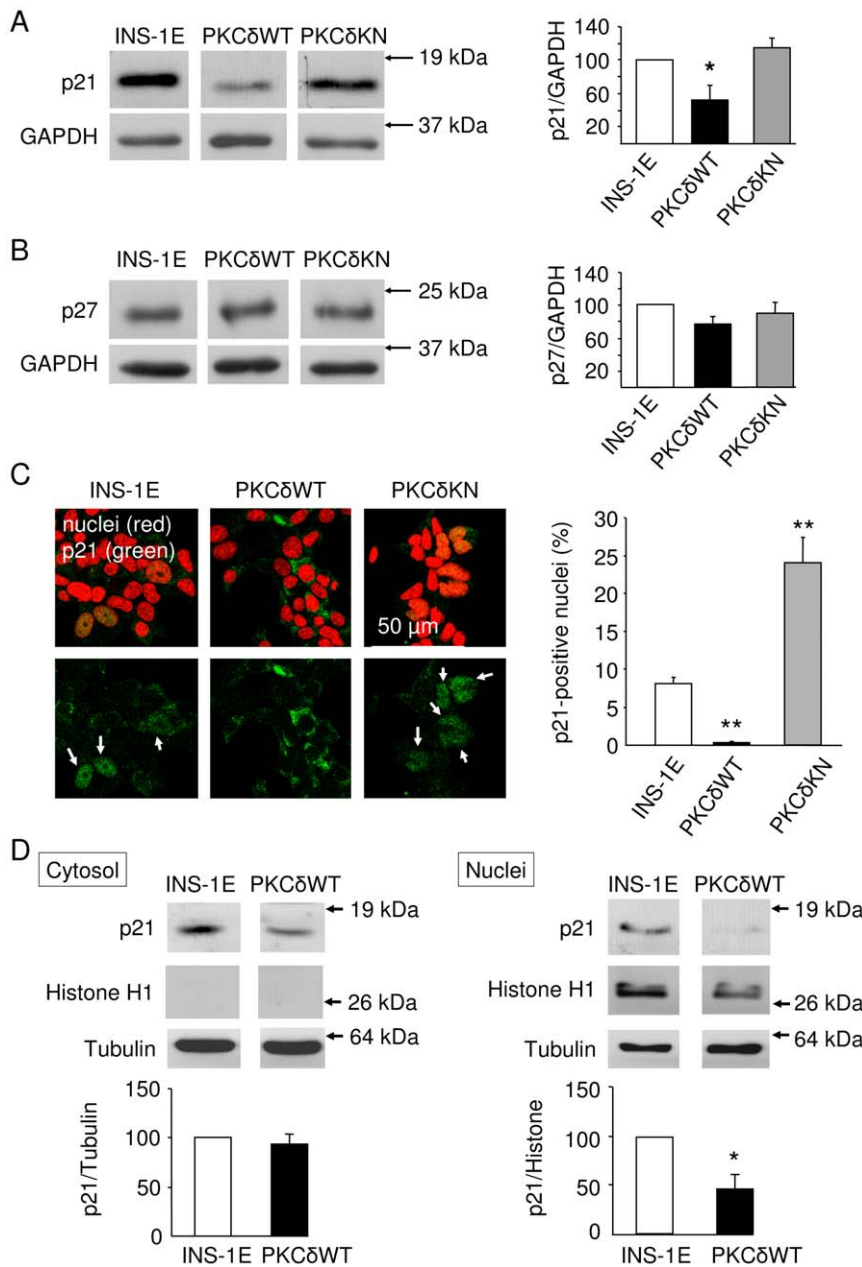 A
INS-1E PKCδWT PKCδKN
19 kDa
p21
37 kDa
GAPDH
p21/GAPDH
140
100
60
20
*
INS-1E
PKCδWT
PKCδKN
B
INS-1E PKCδWT PKCδKN
25 kDa
p27
37 kDa
GAPDH
p27/GAPDH
140
100
60
20
INS-1E
PKCδWT
PKCδKN
C
INS-1E PKCδWT PKCδKN
nuclei (red)
p21 (green)
50 µm
p21-positive nuclei (%)
30
25
20
15
10
5
0
**
**
INS-1E
PKCδWT
PKCδKN
D
Cytosol
INS-1E PKCδWT
19 kDa
p21
Histone H1
26 kDa
64 kDa
Tubulin
p21/Tubulin
150
100
50
0
INS-1E PKCδWT
Nuclei
INS-1E PKCδWT
19 kDa
p21
Histone H1
26 kDa
64 kDa
Tubulin
p21/Histone
150
100
50
0
*
INS-1E PKCδWT